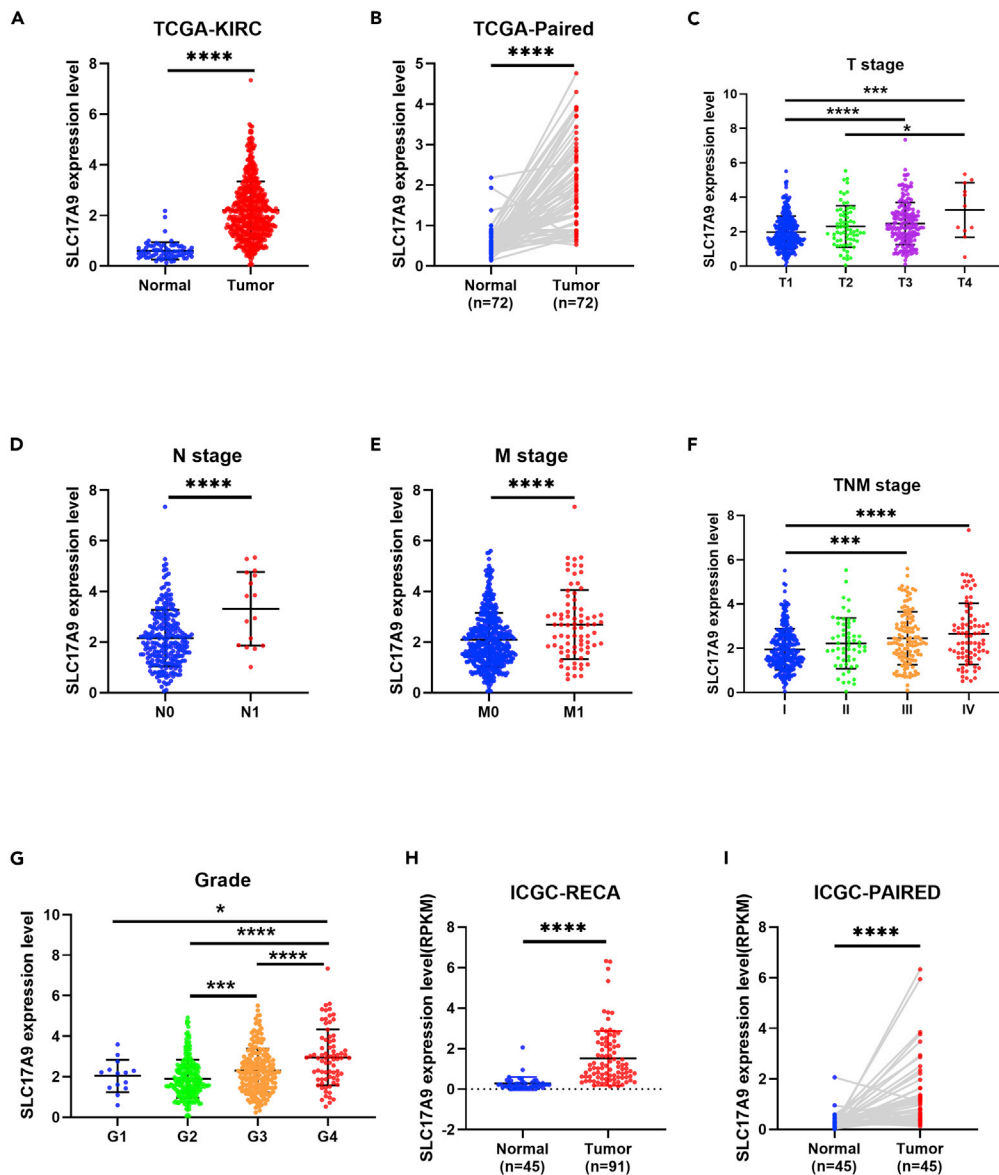 A
TCGA-KIRC
****
SLC17A9 expression level
8
6
4
2
0
Normal
Tumor
B
TCGA-Paired
****
SLC17A9 expression level
5
4
3
2
1
0
Normal
(n=72)
Tumor
(n=72)
C
T stage
***
****
*
SLC17A9 expression level
10
8
6
4
2
0
T1
T2
T3
T4
D
N stage
****
SLC17A9 expression level
8
6
4
2
0
N0
N1
E
M stage
****
SLC17A9 expression level
8
6
4
2
0
M0
M1
F
TNM stage
****
***
SLC17A9 expression level
8
6
4
2
0
I
II
III
IV
G
Grade
*
****
****
***
SLC17A9 expression level
10
8
6
4
2
0
G1
G2
G3
G4
H
ICGC-RECA
****
SLC17A9 expression level(RPKM)
8
6
4
2
0
-2
Normal
(n=45)
Tumor
(n=91)
I
ICGC-PAIRED
****
SLC17A9 expression level(RPKM)
8
6
4
2
0
Normal
(n=45)
Tumor
(n=45)